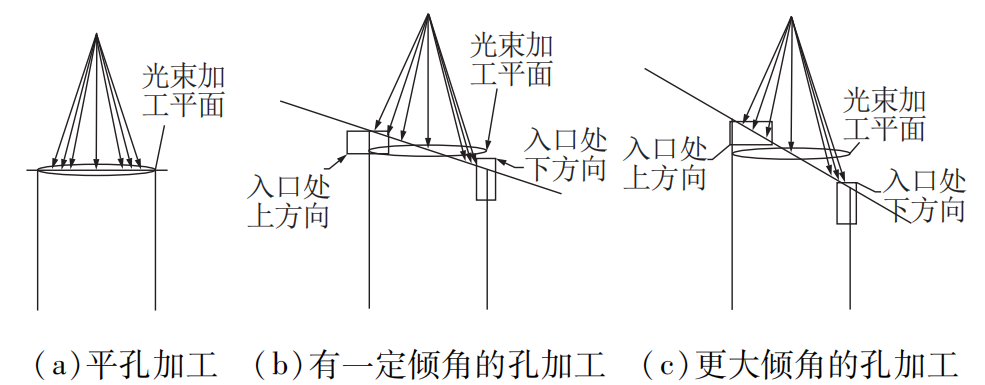 光束加
工平面
光束加
工平面
入口处
上方向
入口处
下方向
光束加
工平面
入口处
上方向
入口处
下方向
(a)平孔加工
(b)有一定倾角的孔加工
(c)更大倾角的孔加工